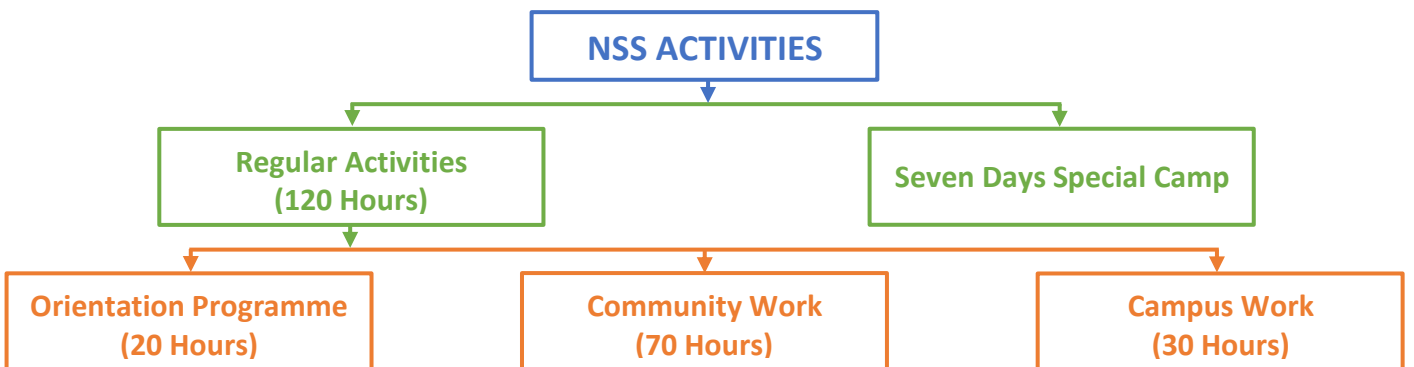 NSS ACTIVITIES
Regular Activities
(120 Hours)
Seven Days Special Camp
Orientation Programme
(20 Hours)
Community Work
(70 Hours)
Campus Work
(30 Hours)